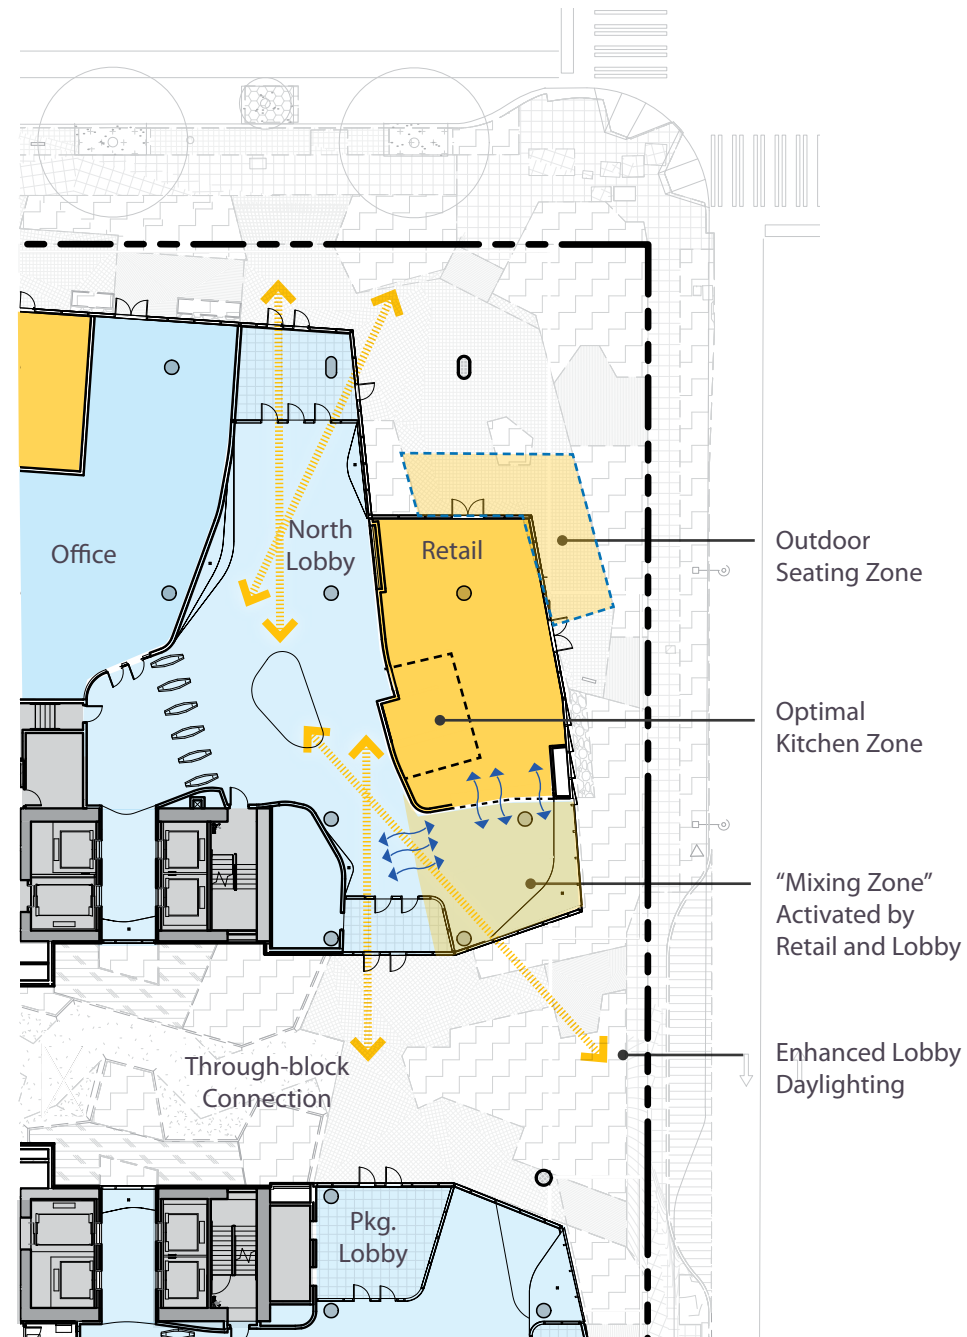 Office
North
Lobby
Retail
Outdoor
Seating Zone
Optimal
Kitchen Zone
“Mixing Zone”
Activated by
Retail and Lobby
Enhanced Lobby
Daylighting
Through-block
Connection
Pkg.
Lobby